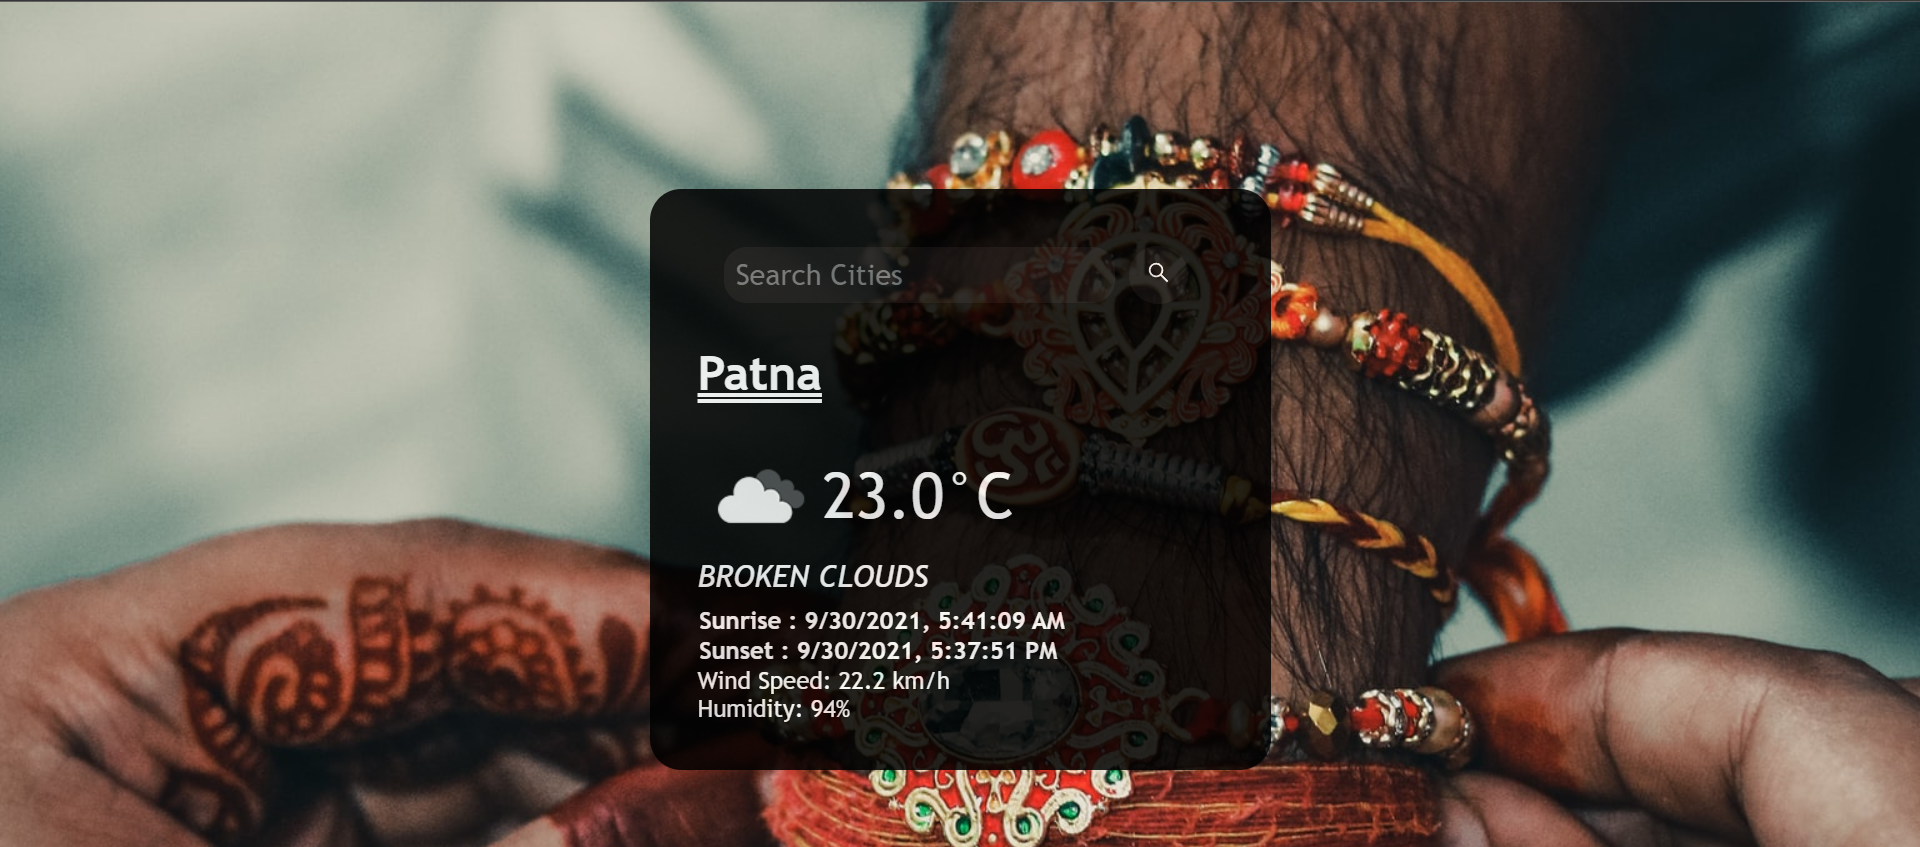 Search Cities
Patna
23.0°C
BROKEN CLOUDS
Sunrise : 9/30/2021, 5:41:09 AM
Sunset : 9/30/2021, 5:37:51 PM
Wind Speed: 22.2 km/h
Humidity: 94%
ॐ